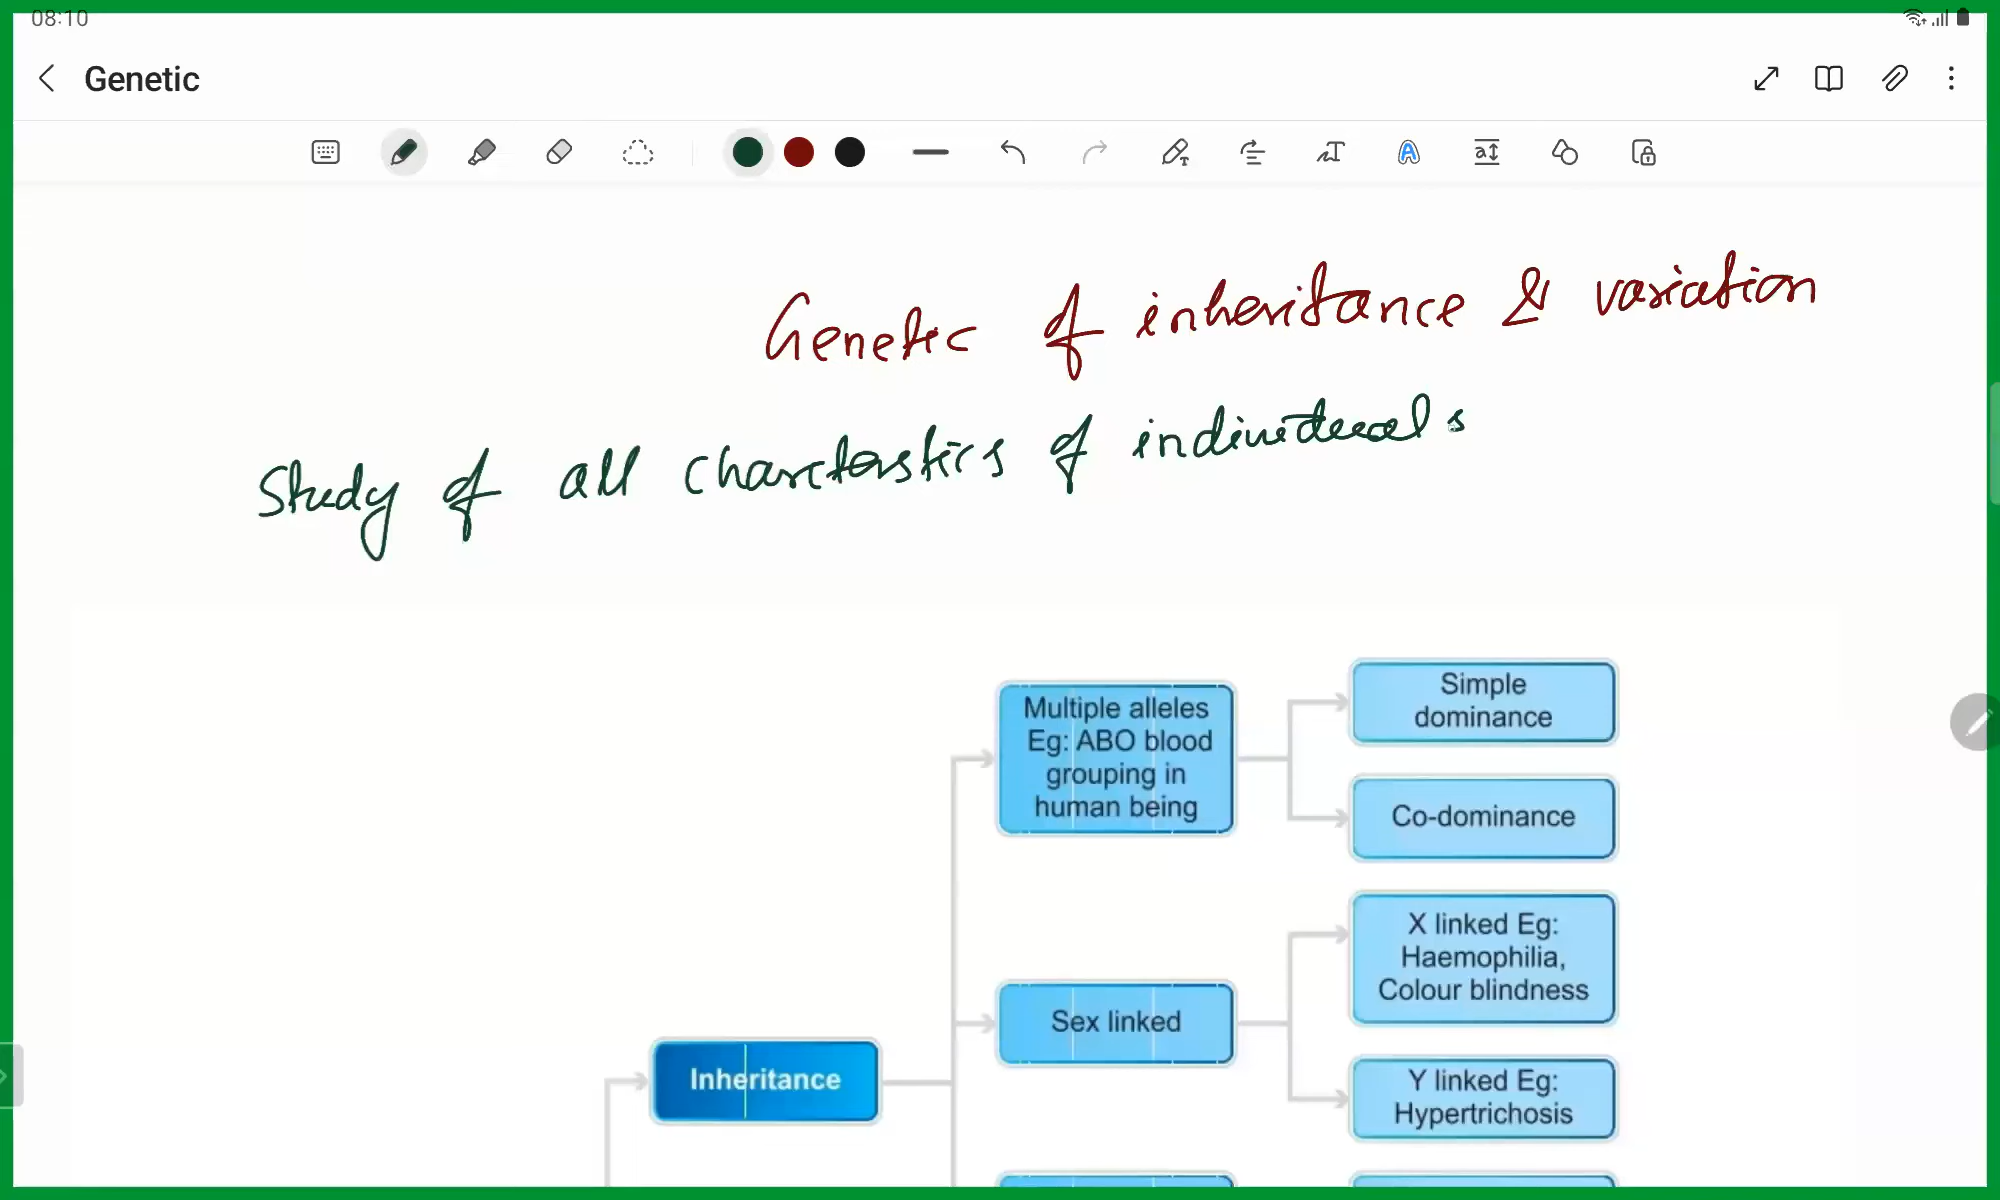 08:10
Genetic
Genetic of inheritance & variation
Study of all charcterstics of individuals
Simple
dominance
Multiple alleles
Eg: ABO blood
grouping in
human being
Co-dominance
X linked Eg:
Haemophilia,
Colour blindness
Sex linked
Inheritance
Y linked Eg:
Hypertrichosis